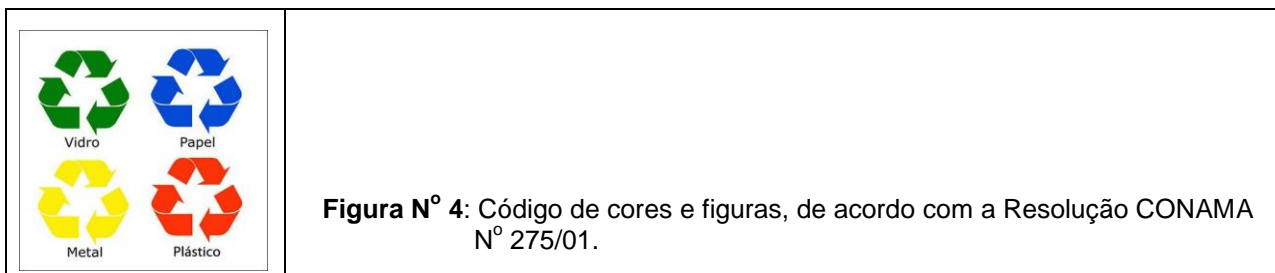 Vidro Papel
Metal Plástico
Figura Nº 4: Código de cores e figuras, de acordo com a Resolução CONAMA
Nº 275/01.